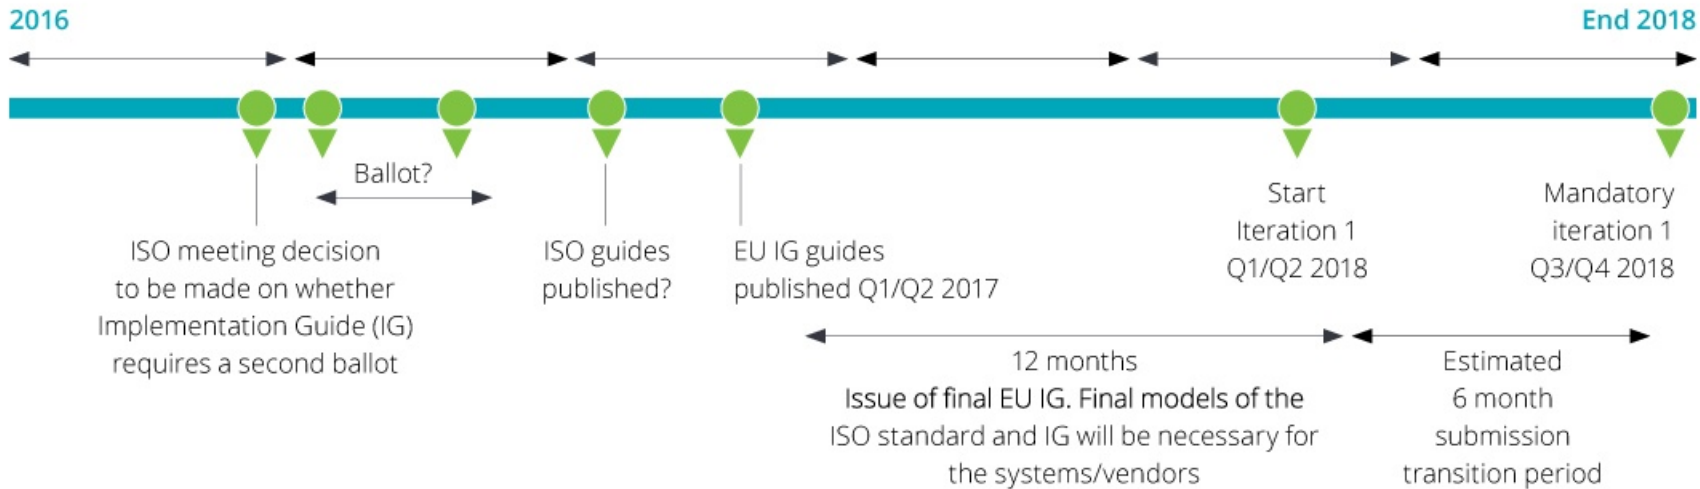 2016
End 2018
Ballot?
ISO meeting decision
to be made on whether
Implementation Guide (IG)
requires a second ballot
ISO guides
published?
EU IG guides
published Q1/Q2 2017
Start
Iteration 1
Q1/Q2 2018
Mandatory
iteration 1
Q3/Q4 2018
12 months
Issue of final EU IG. Final models of the
ISO standard and IG will be necessary for
the systems/vendors
Estimated
6 month
submission
transition period